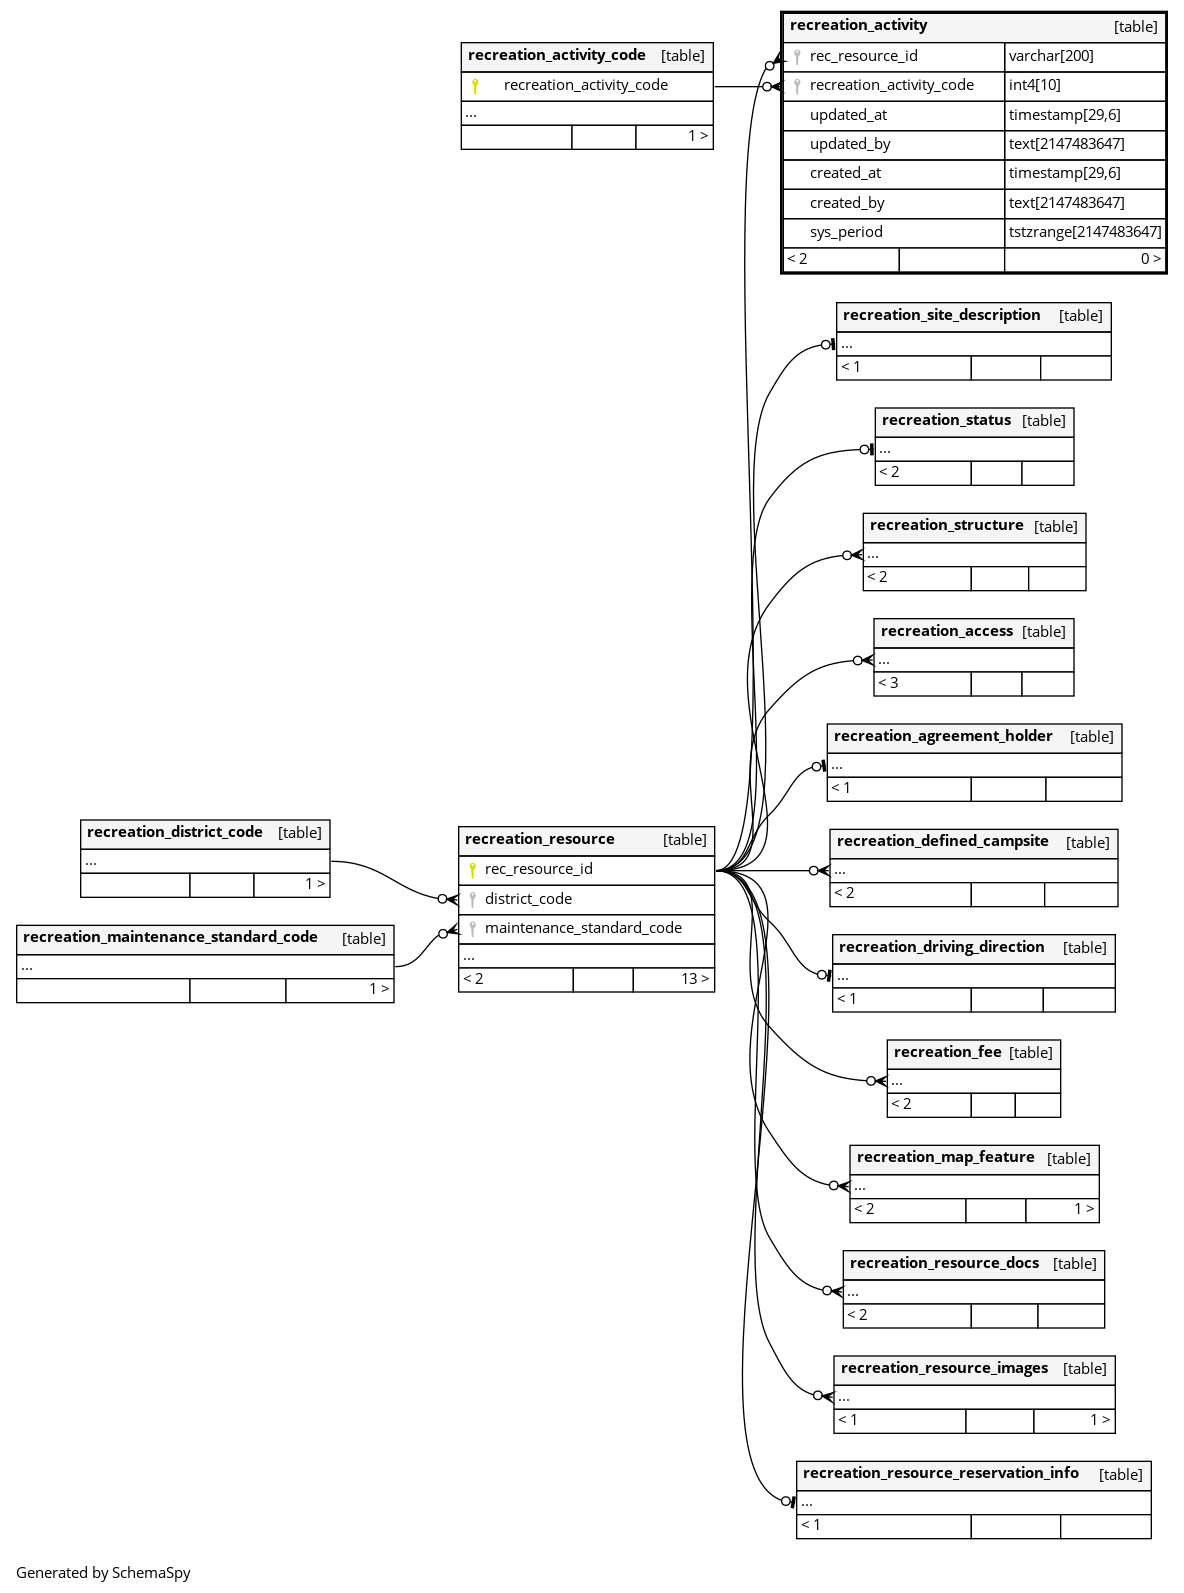 recreation_activity [table]
rec_resource_id varchar[200]
recreation_activity_code int4[10]
updated_at timestamp[29,6]
updated_by text[2147483647]
created_at timestamp[29,6]
created_by text[2147483647]
sys_period tstzrange[2147483647]
< 2 0 >
recreation_activity_code [table]
recreation_activity_code
...
1 >
recreation_site_description [table]
...
< 1
recreation_status [table]
...
< 2
recreation_structure [table]
...
< 2
recreation_access [table]
...
< 3
recreation_agreement_holder [table]
...
< 1
recreation_district_code [table]
...
1 >
recreation_maintenance_standard_code [table]
...
1 >
recreation_resource [table]
rec_resource_id
district_code
maintenance_standard_code
...
< 2 13 >
recreation_defined_campsite [table]
...
< 2
recreation_driving_direction [table]
...
< 1
recreation_fee [table]
...
< 2
recreation_map_feature [table]
...
< 2 1 >
recreation_resource_docs [table]
...
< 2
recreation_resource_images [table]
...
< 1 1 >
recreation_resource_reservation_info [table]
...
< 1
Generated by SchemaSpy